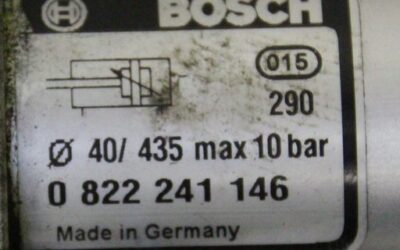 BOSCH
015
290
Ø 40/ 435 max 10 bar
0 822 241 146
Made in Germany